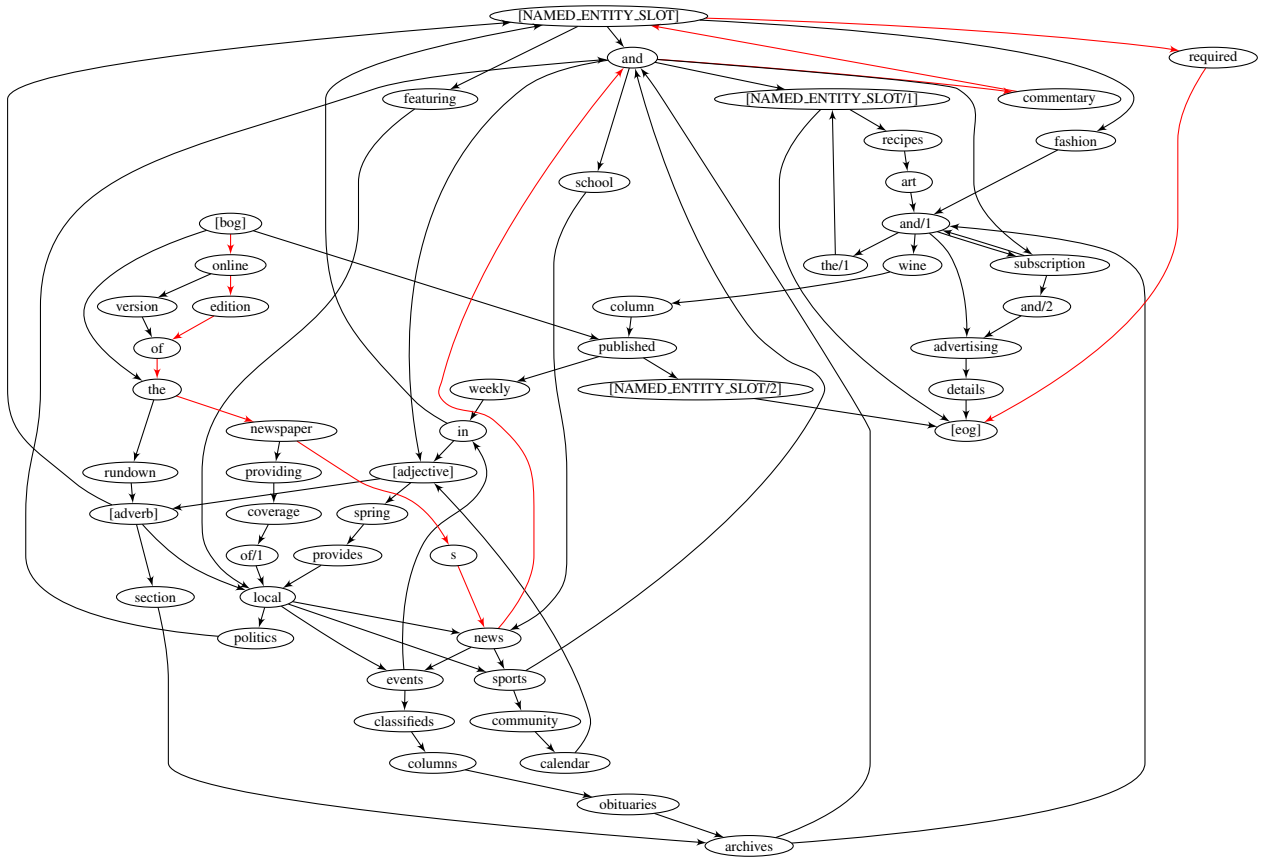 [NAMED_ENTITY_SLOT]
and
required
featuring
[NAMED_ENTITY_SLOT/1]
commentary
recipes
fashion
school
art
[bog]
and/1
online
the/1
wine
subscription
version
edition
column
and/2
of
published
advertising
the
weekly
[NAMED_ENTITY_SLOT/2]
details
newspaper
in
[eog]
rundown
providing
[adjective]
[adverb]
coverage
spring
of/1
provides
s
section
local
politics
news
events
sports
classifieds
community
columns
calendar
obituaries
archives